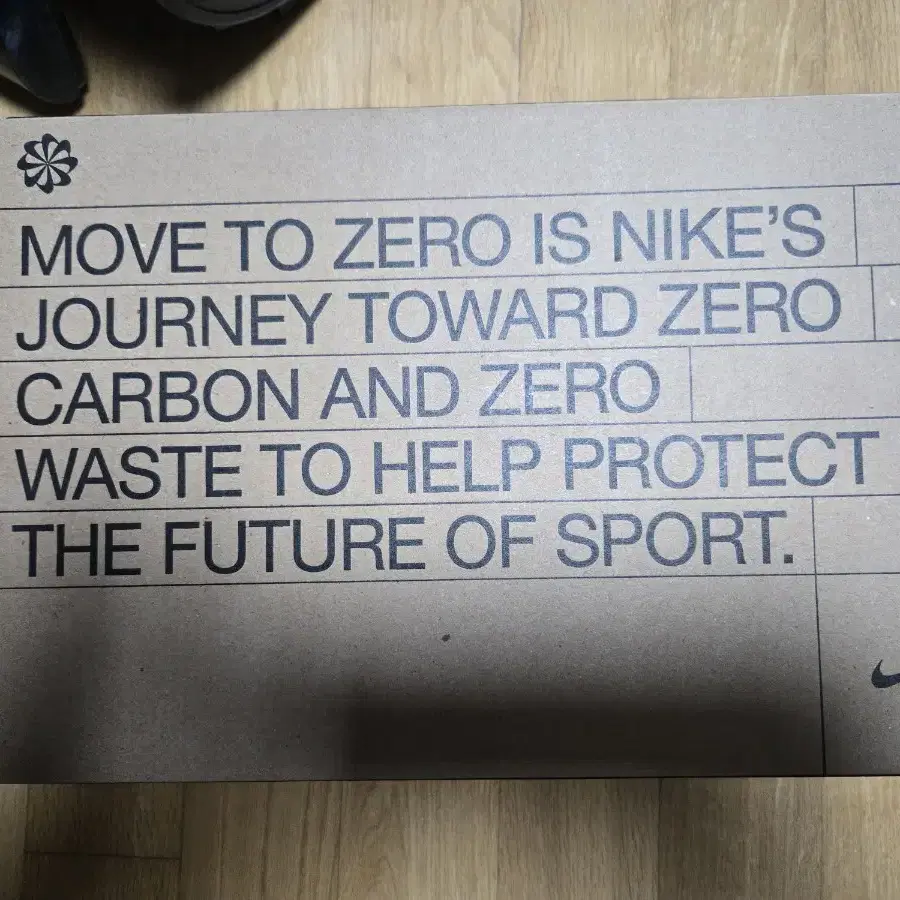 MOVE TO ZERO IS NIKE'S
JOURNEY TOWARD ZERO
CARBON AND ZERO
WASTE TO HELP PROTECT
THE FUTURE OF SPORT.